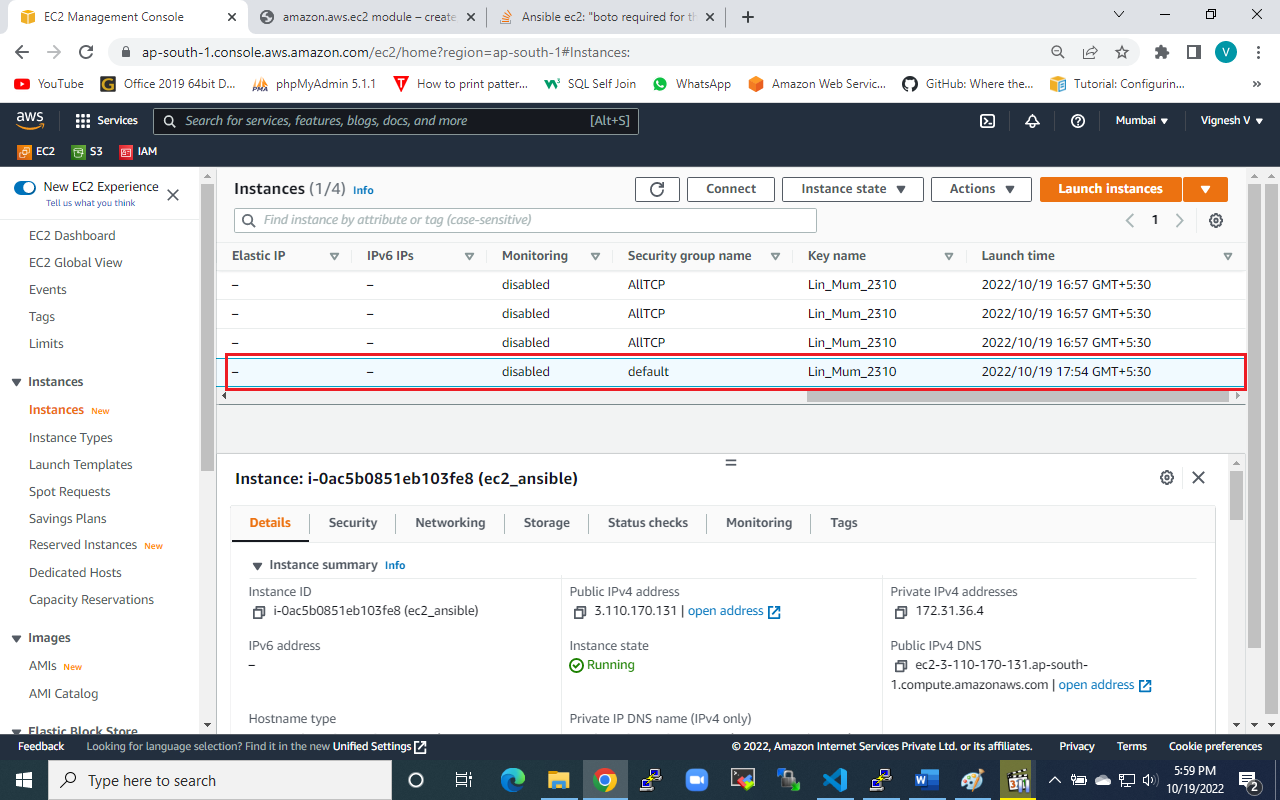 EC2 Management Console
amazon.aws.ec2 module – create
Ansible ec2: "boto required for th
ap-south-1.console.aws.amazon.com/ec2/home?region=ap-south-1#Instances:
V
YouTube
Office 2019 64bit D...
phpMyAdmin 5.1.1
How to print patter...
SQL Self Join
WhatsApp
Amazon Web Servic...
GitHub: Where the...
Tutorial: Configurin...
»
aws
Services
Search for services, features, blogs, docs, and more
[Alt+S]
Mumbai
Vignesh V
EC2
S3
IAM
New EC2 Experience
Tell us what you think
EC2 Dashboard
EC2 Global View
Events
Tags
Limits
Instances
Instances New
Instance Types
Launch Templates
Spot Requests
Savings Plans
Reserved Instances New
Dedicated Hosts
Capacity Reservations
Images
AMIs New
AMI Catalog
Elastic Block Store
Instances (1/4) Info
Connect
Instance state
Actions
Launch instances
Find instance by attribute or tag (case-sensitive)
1
Elastic IP IPv6 IPs Monitoring Security group name Key name Launch time
– – disabled AllTCP Lin_Mum_2310 2022/10/19 16:57 GMT+5:30
– – disabled AllTCP Lin_Mum_2310 2022/10/19 16:57 GMT+5:30
– – disabled AllTCP Lin_Mum_2310 2022/10/19 16:57 GMT+5:30
– – disabled default Lin_Mum_2310 2022/10/19 17:54 GMT+5:30
Instance: i-0ac5b0851eb103fe8 (ec2_ansible)
Details Security Networking Storage Status checks Monitoring Tags
Instance summary Info
Instance ID
i-0ac5b0851eb103fe8 (ec2_ansible)
Public IPv4 address
3.110.170.131 | open address
Private IPv4 addresses
172.31.36.4
IPv6 address
–
Instance state
Running
Public IPv4 DNS
ec2-3-110-170-131.ap-south-
1.compute.amazonaws.com | open address
Hostname type
Private IP DNS name (IPv4 only)
Feedback
Looking for language selection? Find it in the new Unified Settings
© 2022, Amazon Internet Services Private Ltd. or its affiliates.
Privacy
Terms
Cookie preferences
Type here to search
5:59 PM
10/19/2022
2